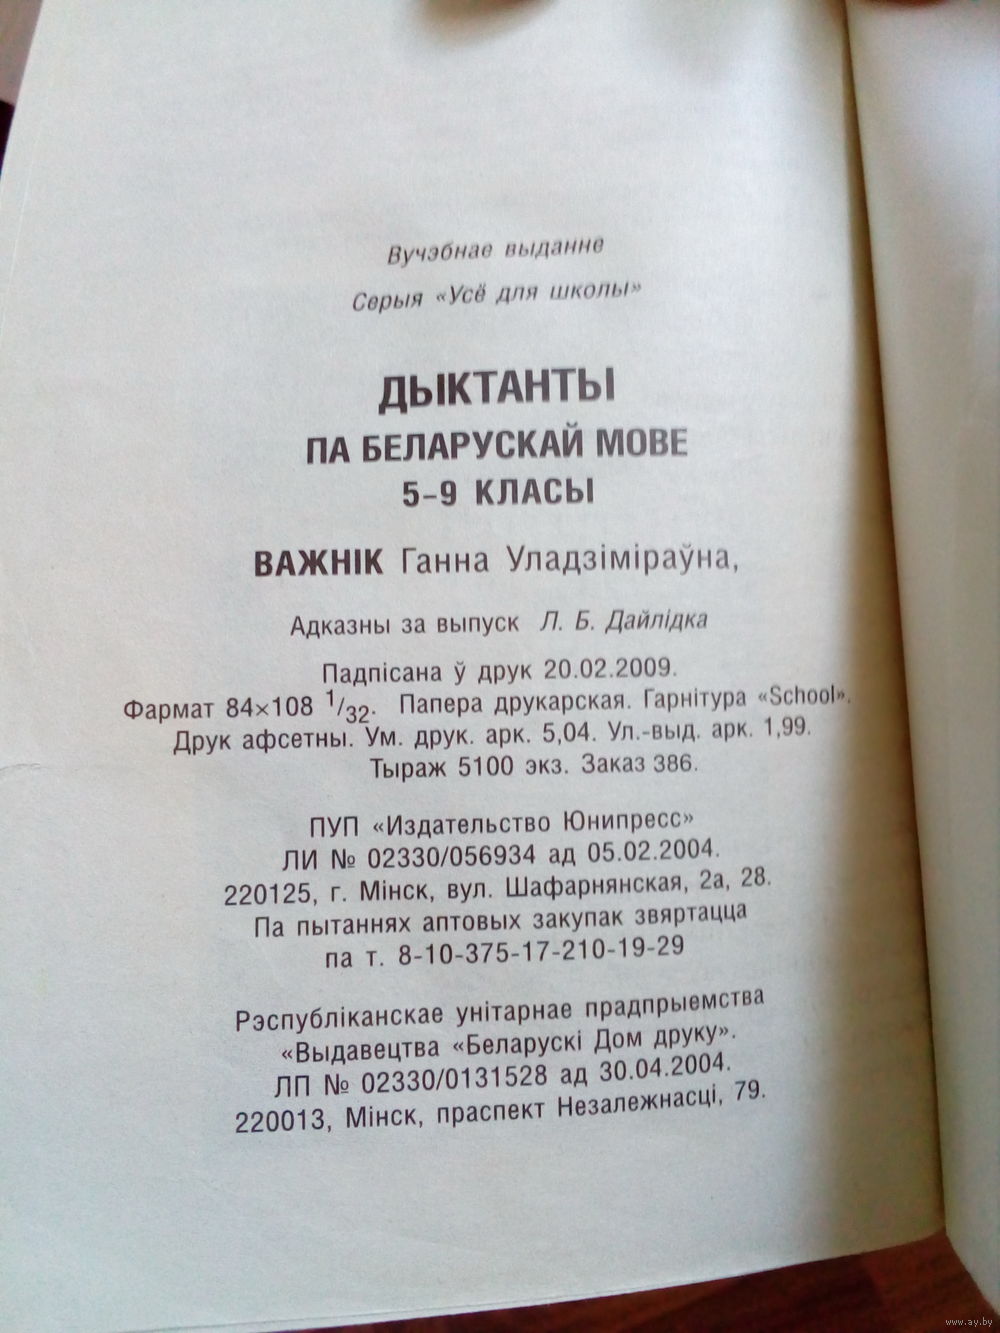 Вучэбнае выданне
Серыя «Усё для школы»
ДЫКТАНТЫ
ПА БЕЛАРУСКАЙ МОВЕ
5–9 КЛАСЫ
ВАЖНІК Ганна Уладзіміраўна,
Адказны за выпуск Л. Б. Дайлідка
Падпісана ў друк 20.02.2009.
Фармат 84×108 1/32. Папера друкарская. Гарнітура «School».
Друк афсетны. Ум. друк. арк. 5,04. Ул.-выд. арк. 1,99.
Тыраж 5100 экз. Заказ 386.
ПУП «Издательство Юнипресс»
ЛИ № 02330/056934 ад 05.02.2004.
220125, г. Мінск, вул. Шафарнянская, 2а, 28.
Па пытаннях аптовых закупак звяртацца
па т. 8-10-375-17-210-19-29
Рэспубліканскае унітарнае прадпрыемства
«Выдавецтва «Беларускі Дом друку».
ЛП № 02330/0131528 ад 30.04.2004.
220013, Мінск, праспект Незалежнасці, 79.
www.ay.by